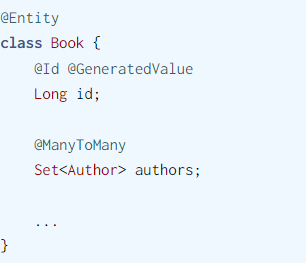 @Entity
class Book {
    @Id @GeneratedValue
    Long id;

    @ManyToMany
    Set<Author> authors;

    ...
}